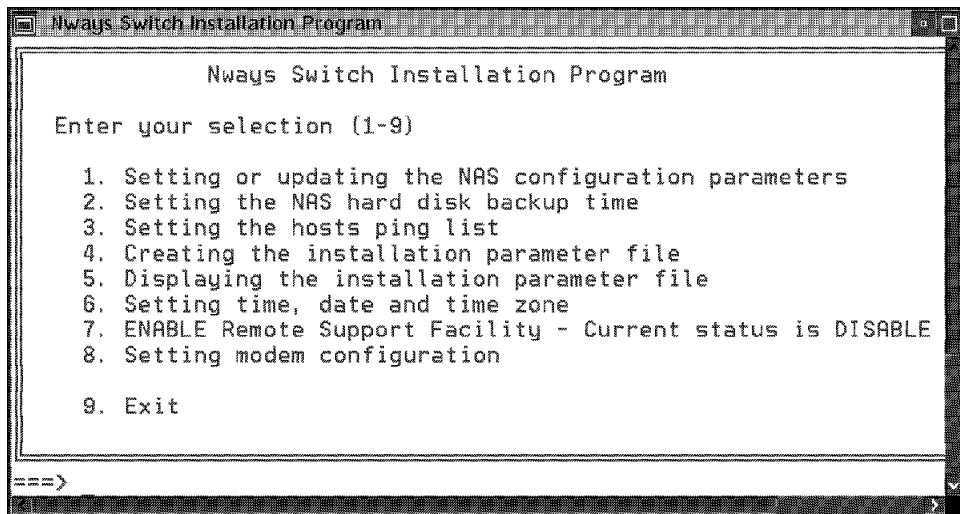 Nways Switch Installation Program
Nways Switch Installation Program
Enter your selection (1-9)
1. Setting or updating the NAS configuration parameters
2. Setting the NAS hard disk backup time
3. Setting the hosts ping list
4. Creating the installation parameter file
5. Displaying the installation parameter file
6. Setting time, date and time zone
7. ENABLE Remote Support Facility - Current status is DISABLE
8. Setting modem configuration
9. Exit
===>